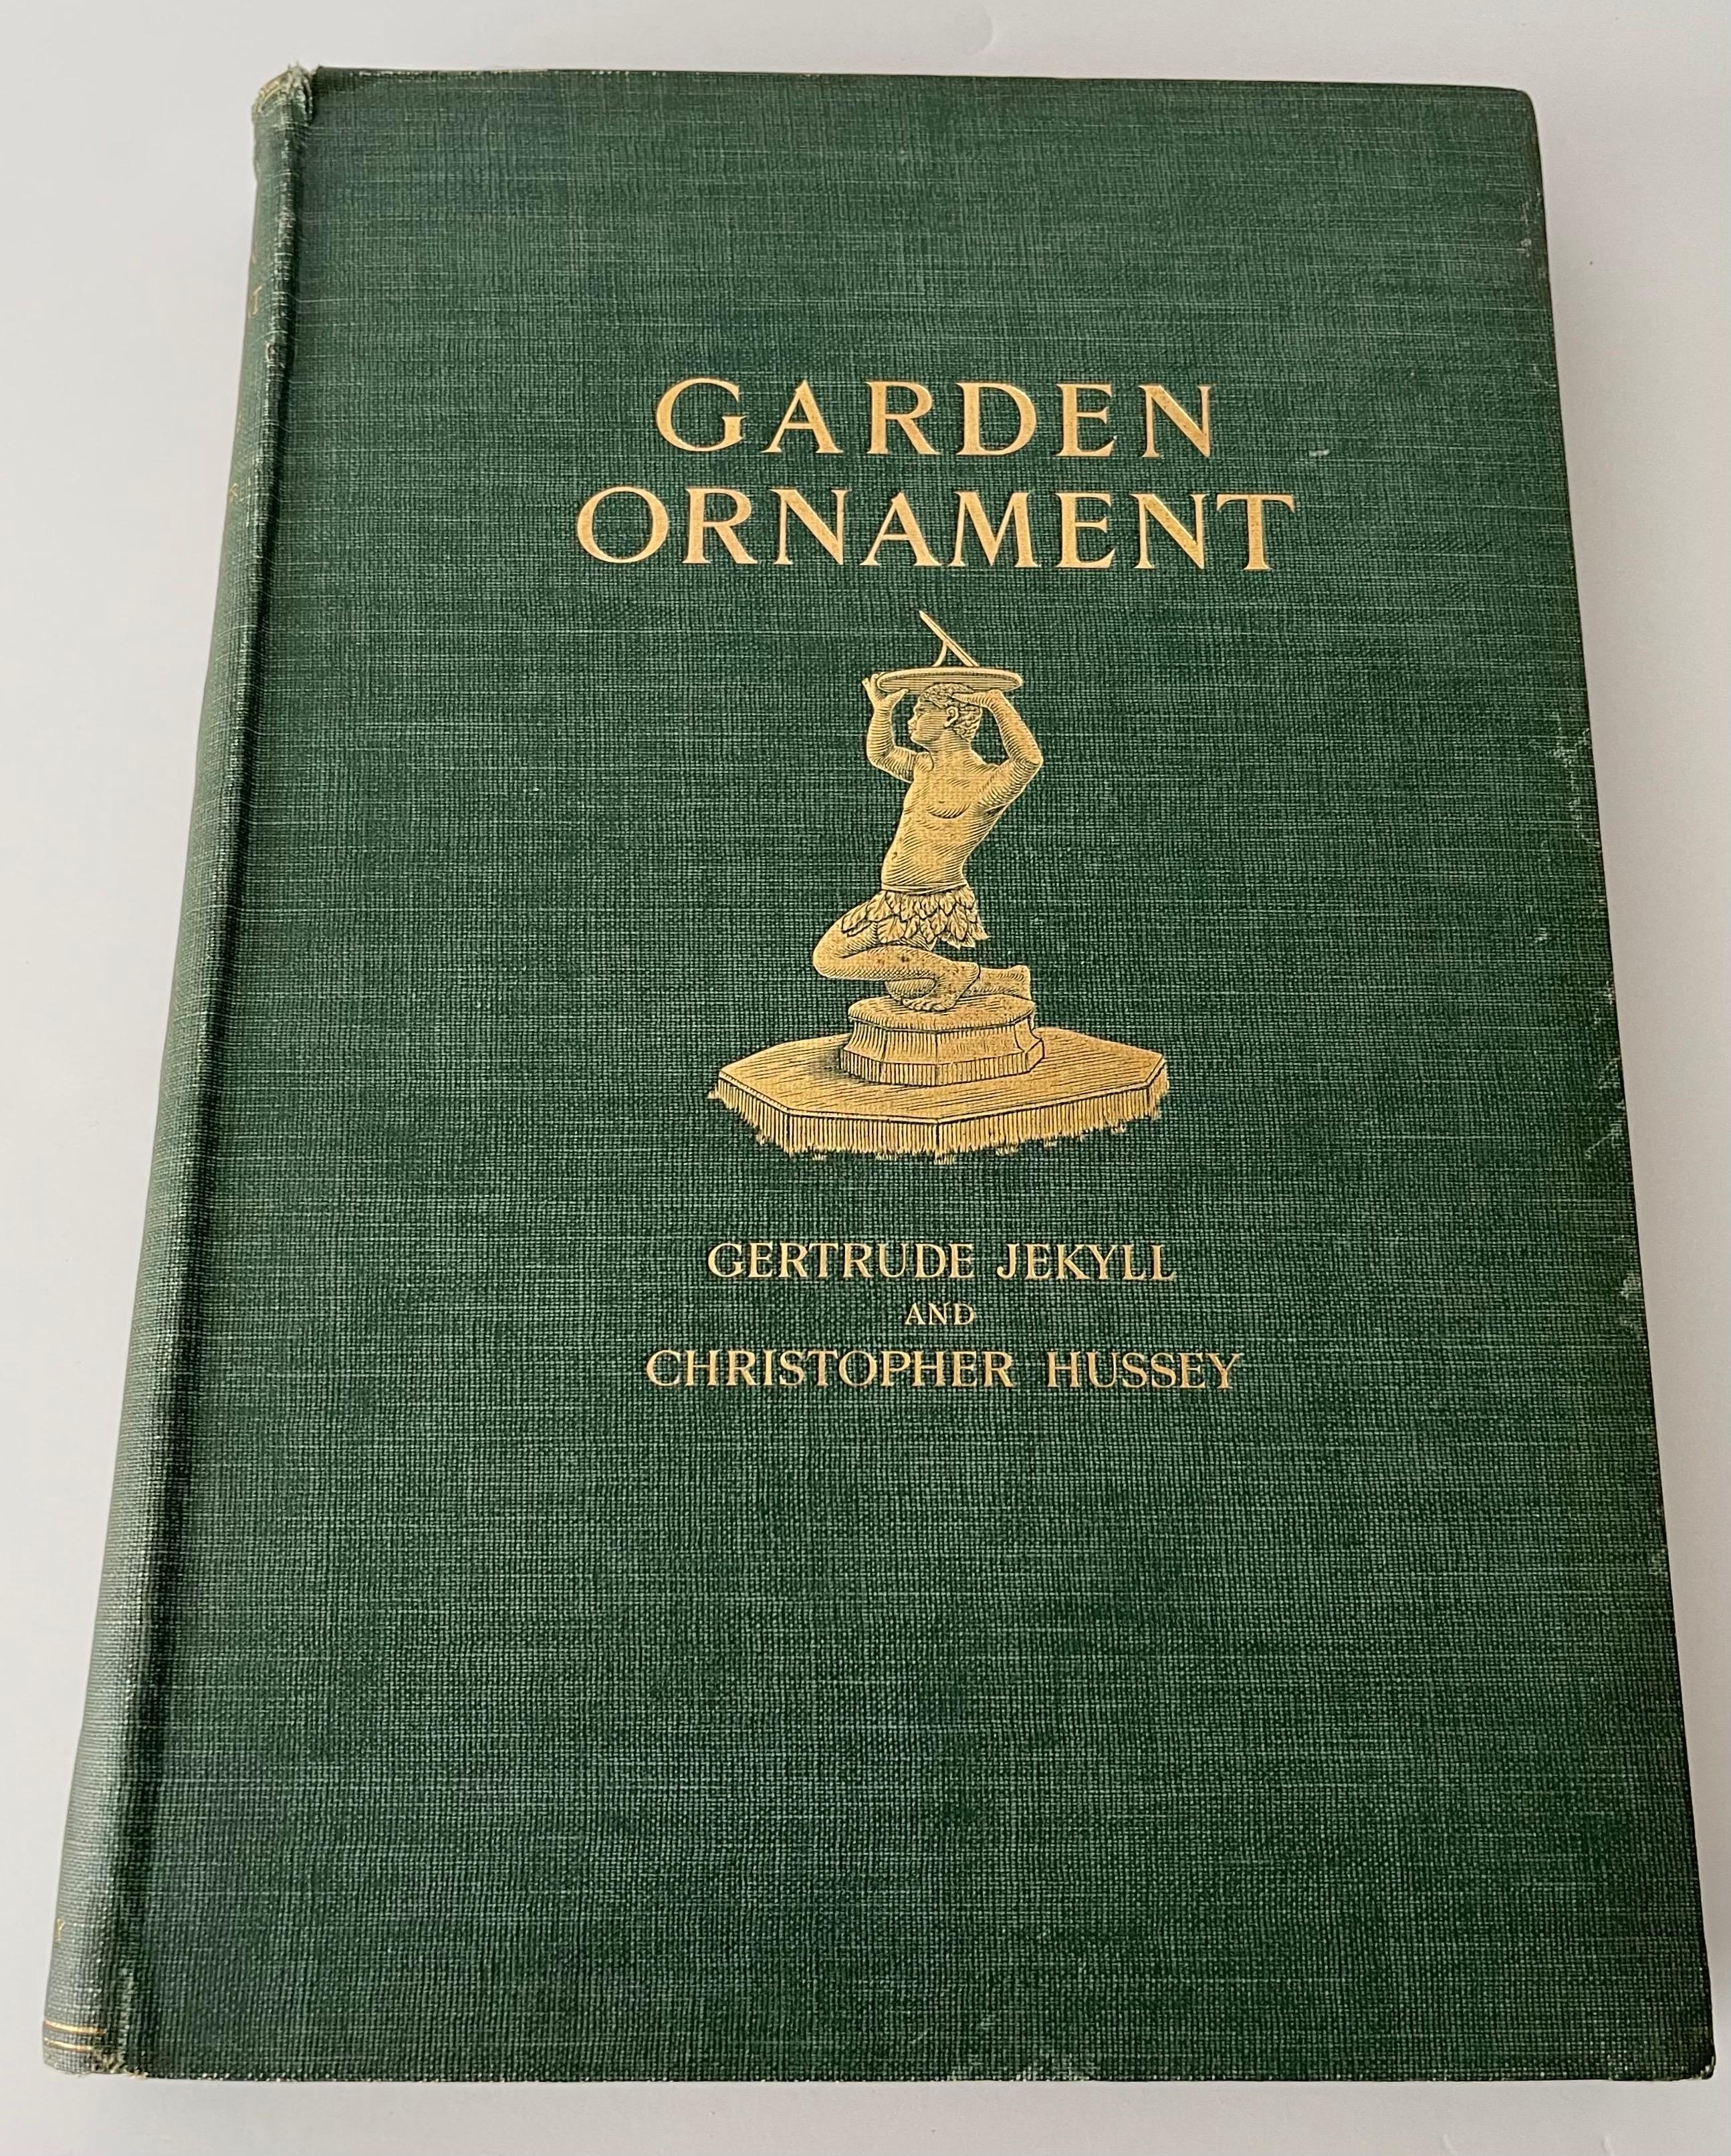 GARDEN
ORNAMENT
GERTRUDE JEKYLL
AND
CHRISTOPHER HUSSEY